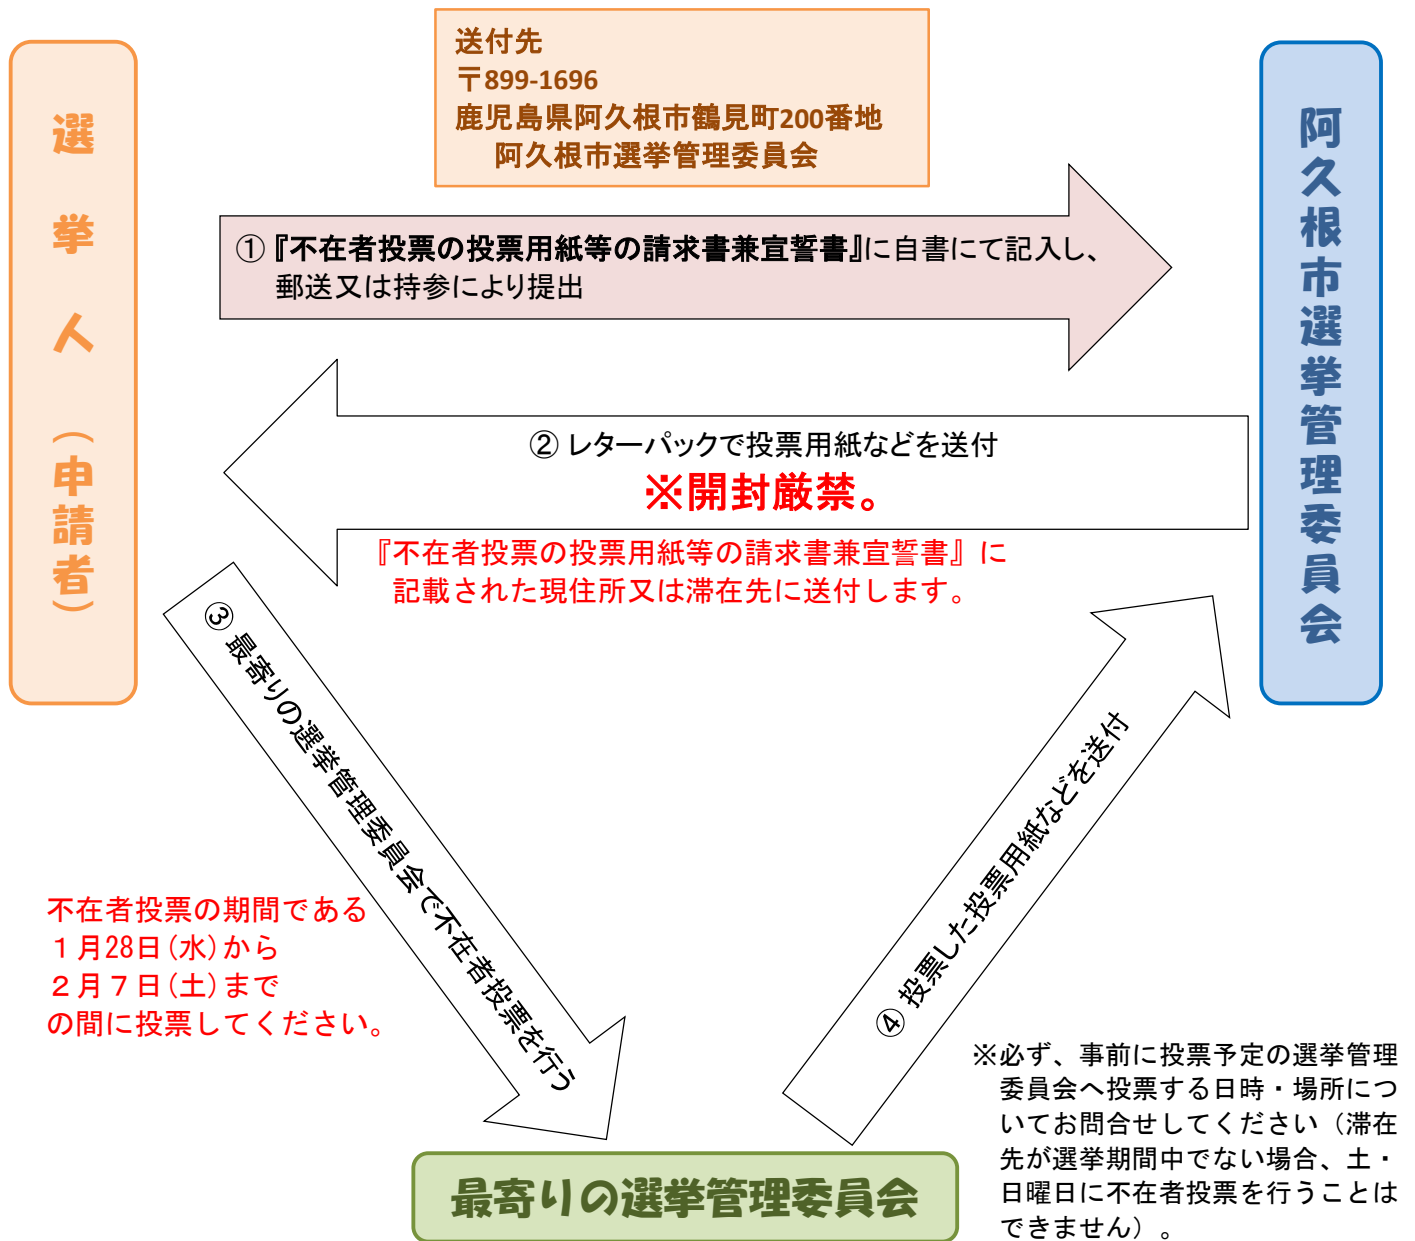 送付先
〒899-1696
鹿児島県阿久根市鶴見町200番地
阿久根市選挙管理委員会
選挙人（申請者）
阿久根市選挙管理委員会
① 『不在者投票の投票用紙等の請求書兼宣誓書』に自書にて記入し、
郵送又は持参により提出
② レターパックで投票用紙などを送付
※開封厳禁。
『不在者投票の投票用紙等の請求書兼宣誓書』に
記載された現住所又は滞在先に送付します。
③ 最寄りの選挙管理委員会で不在者投票を行う
④ 投票した投票用紙などを送付
不在者投票の期間である
１月28日(水)から
２月７日(土)まで
の間に投票してください。
※必ず、事前に投票予定の選挙管理
委員会へ投票する日時・場所につ
いてお問合せしてください（滞在
先が選挙期間中でない場合、土・
日曜日に不在者投票を行うことは
できません）。
最寄りの選挙管理委員会